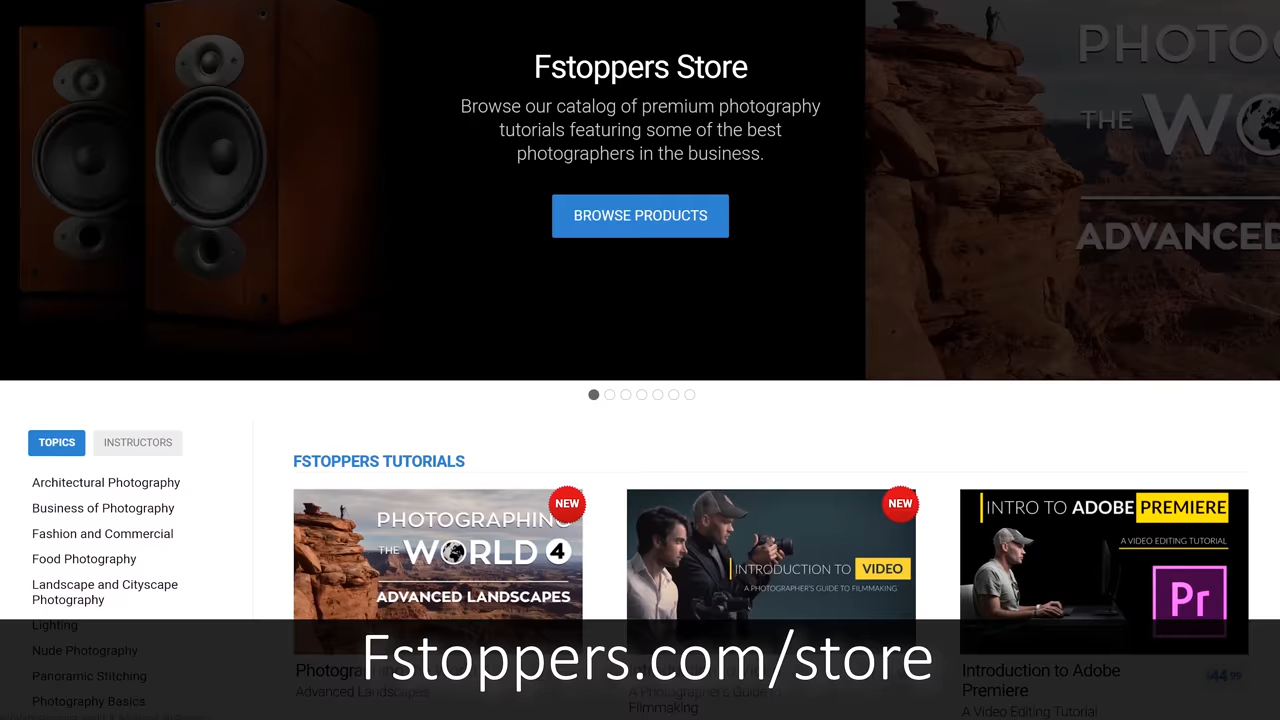 Fstoppers Store
Browse our catalog of premium photography
tutorials featuring some of the best
photographers in the business.
BROWSE PRODUCTS
PHOTO
THE WO
ADVANCED
TOPICS
INSTRUCTORS
Architectural Photography
Business of Photography
Fashion and Commercial
Food Photography
Landscape and Cityscape
Photography
Lighting
Nude Photography
Panoramic Stitching
Photography Basics
FSTOPPERS TUTORIALS
NEW
PHOTOGRAPHING
THE WORLD 4
ADVANCED LANDSCAPES
Advanced Landscapes
NEW
INTRODUCTION TO VIDEO
A PHOTOGRAPHER'S GUIDE TO FILMMAKING
A Photographer's Guide to
Filmmaking
INTRO TO ADOBE PREMIERE
A VIDEO EDITING TUTORIAL
Pr
Introduction to Adobe
Premiere
A Video Editing Tutorial
Fstoppers.com/store